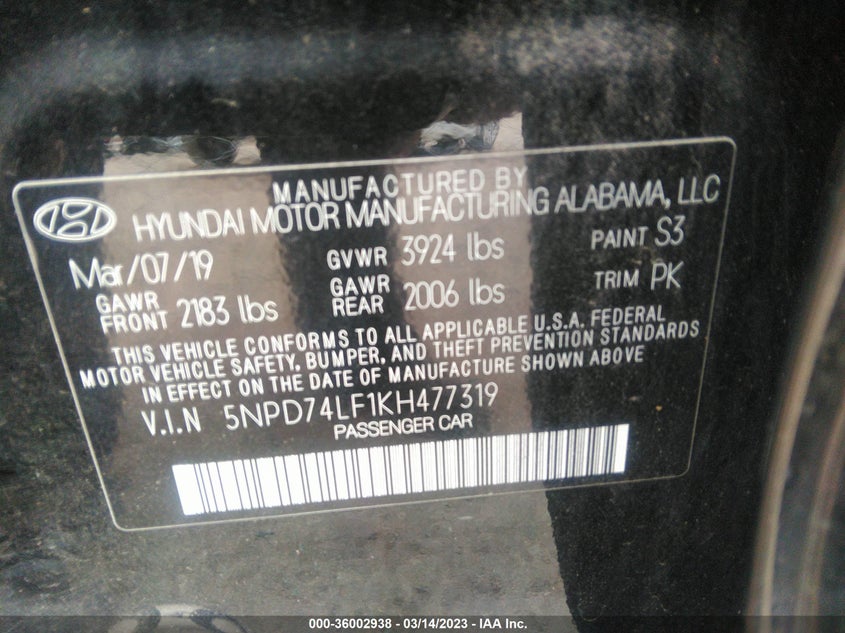 MANUFACTURED BY
HYUNDAI MOTOR MANUFACTURING ALABAMA, LLC
Mar/07/19 GVWR 3924 lbs PAINT S3
GAWR FRONT 2183 lbs GAWR REAR 2006 lbs TRIM PK
THIS VEHICLE CONFORMS TO ALL APPLICABLE U.S.A. FEDERAL
MOTOR VEHICLE SAFETY, BUMPER, AND THEFT PREVENTION STANDARDS
IN EFFECT ON THE DATE OF MANUFACTURE SHOWN ABOVE
V.I.N 5NPD74LF1KH477319
PASSENGER CAR
000-36002938 - 03/14/2023 - IAA Inc.